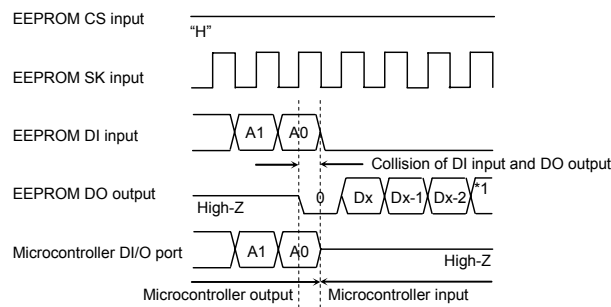 EEPROM CS input
“H”
EEPROM SK input
EEPROM DI input
A1
A0
Collision of DI input and DO output
EEPROM DO output
High-Z
0
Dx
Dx-1
Dx-2
*1
Microcontroller DI/O port
A1
A0
High-Z
Microcontroller output
Microcontroller input